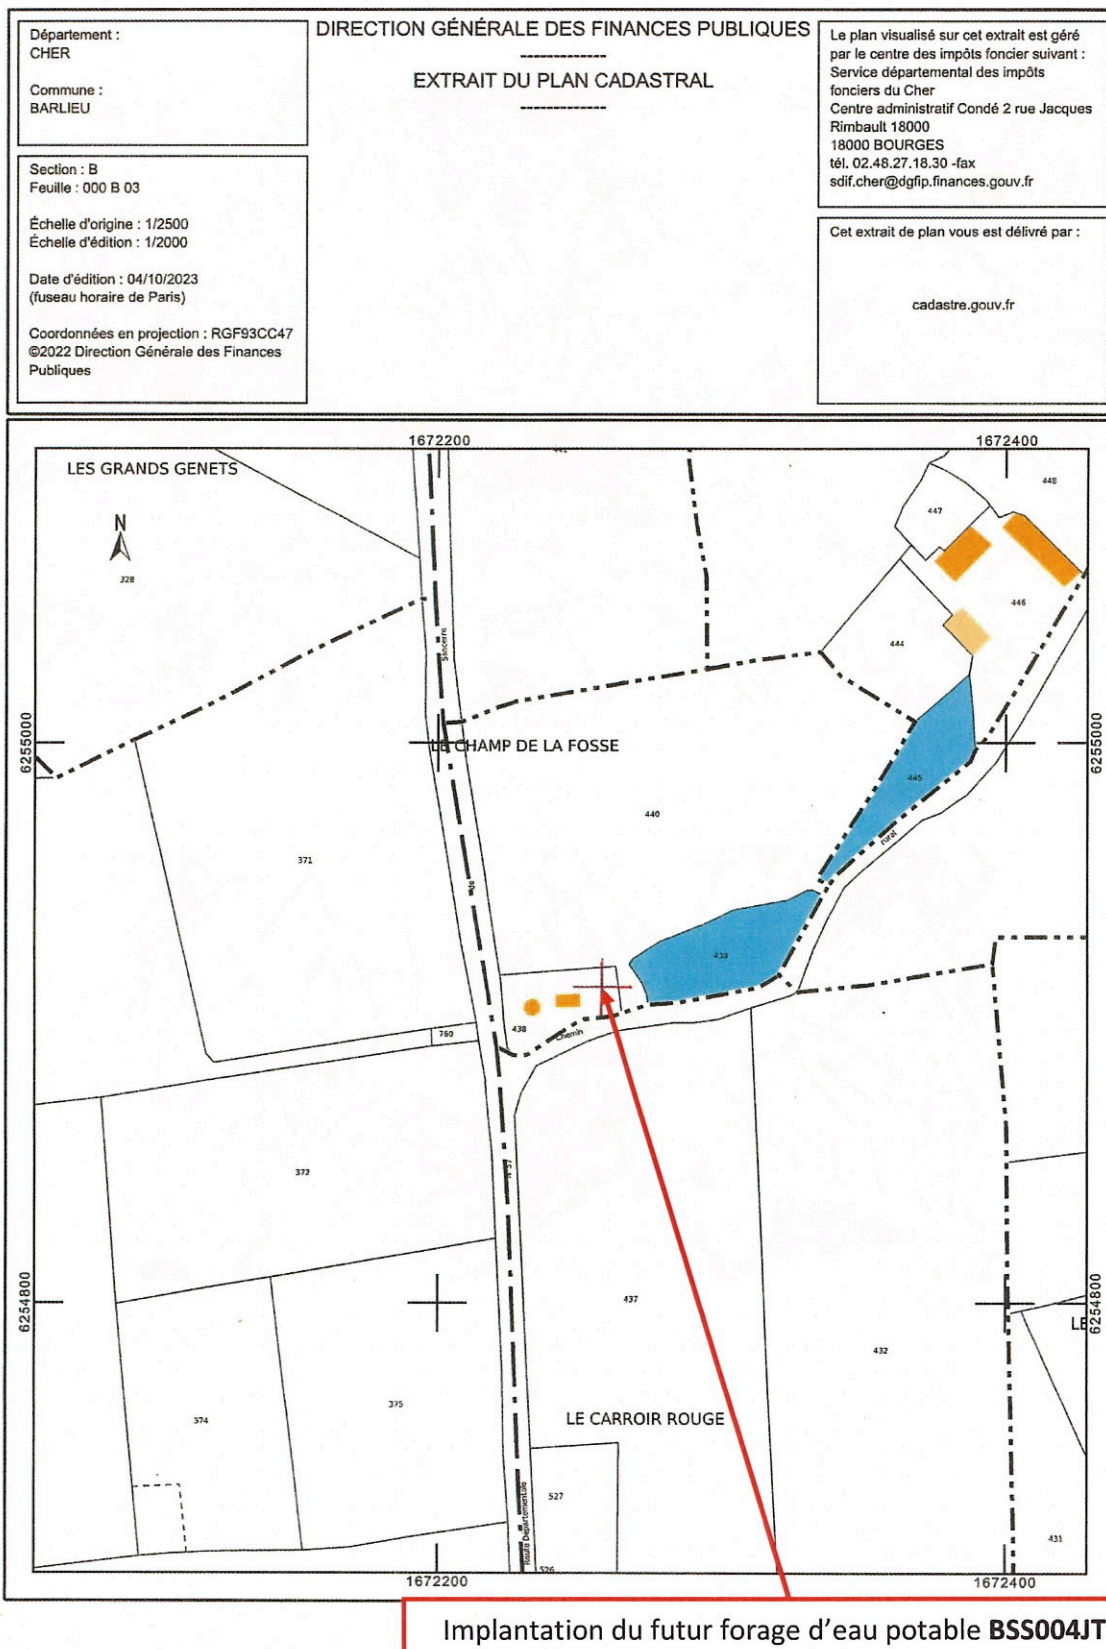 Département :
CHER
Commune :
BARLIEU
Section : B
Feuille : 000 B 03
Échelle d'origine : 1/2500
Échelle d'édition : 1/2000
Date d'édition : 04/10/2023
(fuseau horaire de Paris)
Coordonnées en projection : RGF93CC47
©2022 Direction Générale des Finances
Publiques
DIRECTION GÉNÉRALE DES FINANCES PUBLIQUES
-------------
EXTRAIT DU PLAN CADASTRAL
-------------
Le plan visualisé sur cet extrait est géré
par le centre des impôts foncier suivant :
Service départemental des impôts
fonciers du Cher
Centre administratif Condé 2 rue Jacques
Rimbault 18000
18000 BOURGES
tél. 02.48.27.18.30 -fax
sdif.cher@dgfip.finances.gouv.fr
Cet extrait de plan vous est délivré par :
cadastre.gouv.fr
1672200
1672400
LES GRANDS GENETS
441
448
447
N
328
446
Sancerre
444
6255000
LE CHAMP DE LA FOSSE
6255000
445
440
rural
371
de
439
438
Chemin
760
372
N°57
6254800
437
6254800
LE
432
374
375
LE CARROIR ROUGE
527
Route Départementale
431
526
1672200
1672400
Implantation du futur forage d'eau potable BSS004JT